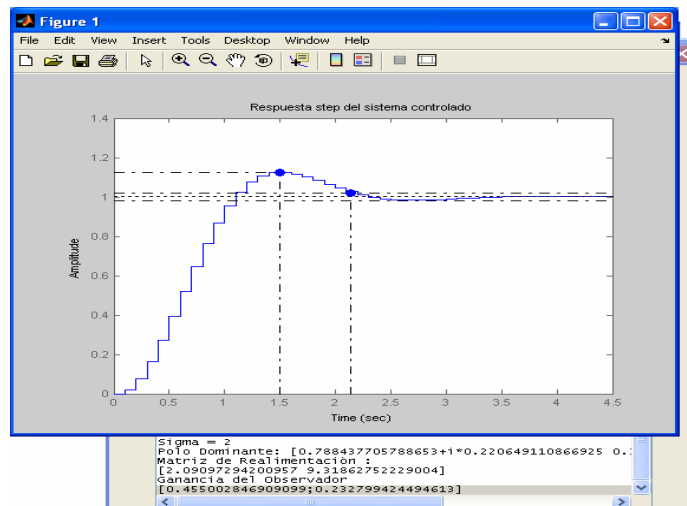 Figure 1
File Edit View Insert Tools Desktop Window Help
Respuesta step del sistema controlado
1.4
1.2
1
0.8
0.6
0.4
0.2
0
Amplitude
0 0.5 1 1.5 2 2.5 3 3.5 4 4.5
Time (sec)
Sigma = 2
Polo Dominante: [0.788437705788653+i*0.220649110866925 0.
Matriz de Realimentación :
[2.09097294200957 9.31862752229004]
Ganancia del Observador
[0.455002846909099;0.232799424494613]